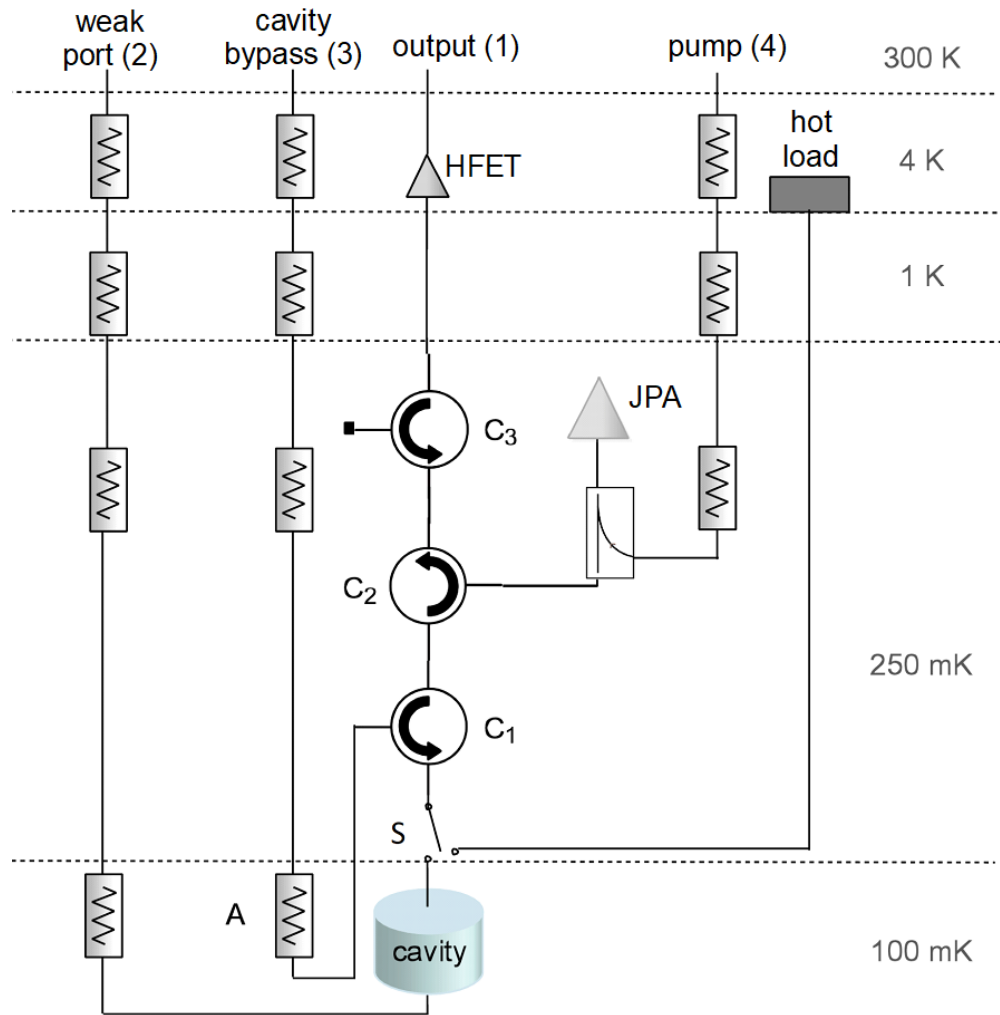 weak
port (2)
cavity
bypass (3)
output (1)
pump (4)
300 K
hot
load
HFET
4 K
1 K
JPA
C₃
C₂
250 mK
C₁
S
A
cavity
100 mK